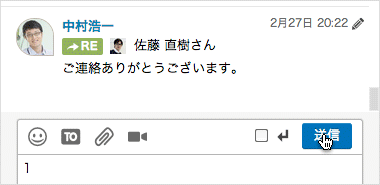 中村浩一 2月27日 20:22
RE 佐藤 直樹さん
ご連絡ありがとうございます。
TO 送信
1